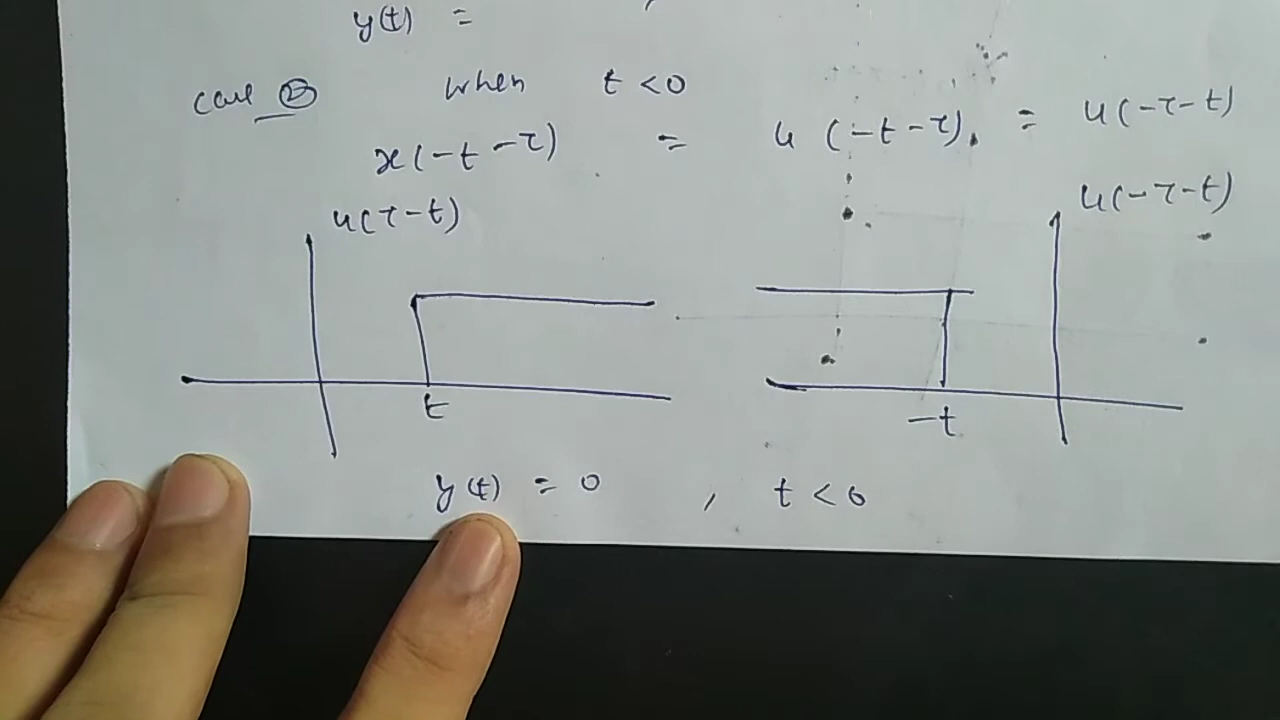 y(t) = ,
Case ② when t < 0
x(-t-τ) = u(-t-τ). = u(-τ-t)
u(τ-t) u(-τ-t)
t -t
y(t) = 0 , t < 0